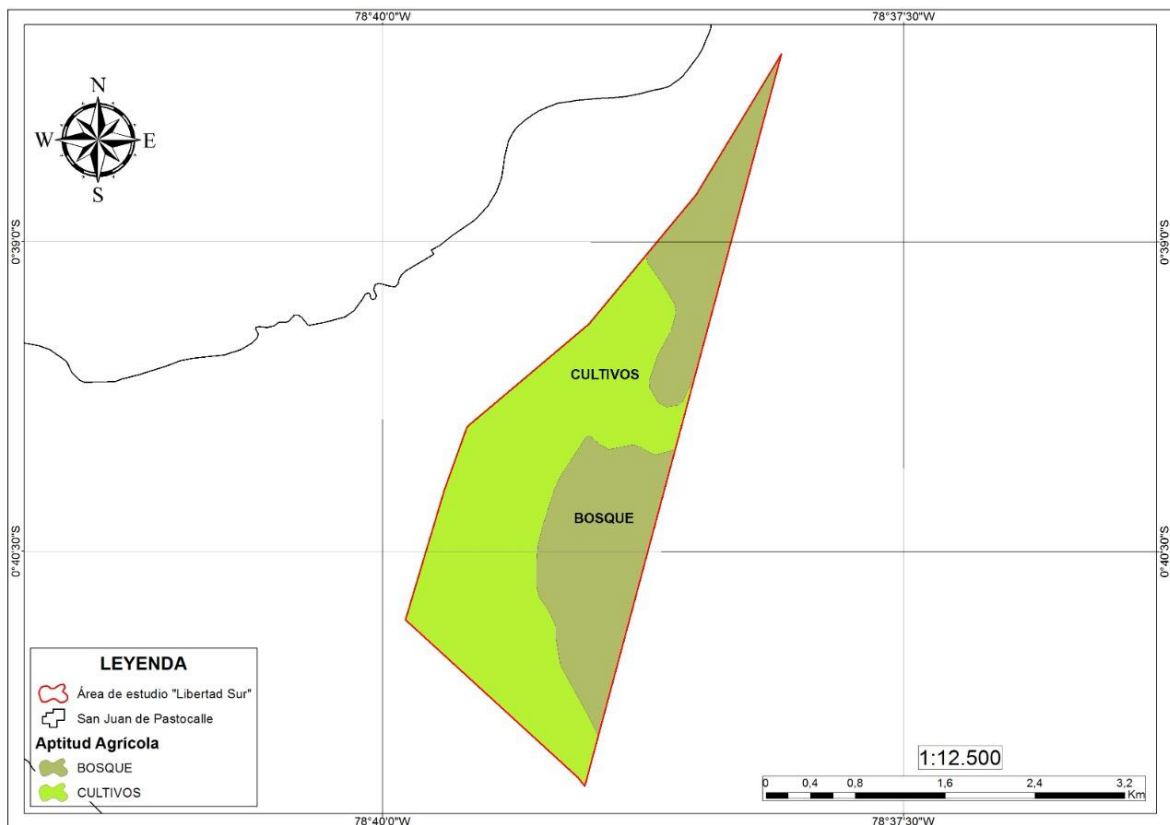 78°40'0"W
78°37'30"W
N
W
E
S
0°39'0"S
0°39'0"S
CULTIVOS
BOSQUE
0°40'30"S
0°40'30"S
LEYENDA
Área de estudio "Libertad Sur"
San Juan de Pastocalle
Aptitud Agrícola
BOSQUE
CULTIVOS
1:12.500
0 0,4 0,8 1,6 2,4 3,2
Km
78°40'0"W
78°37'30"W